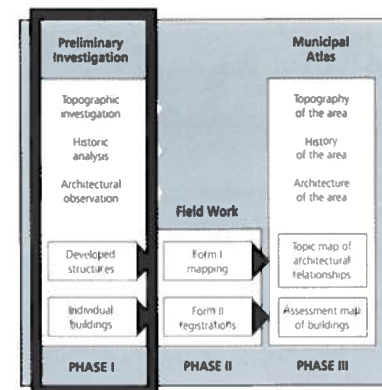 Preliminary
Investigation
Topographic
investigation
Historic
analysis
Architectural
observation
Developed
structures
Individual
buildings
PHASE I
Field Work
Form I
mapping
Form II
registrations
PHASE II
Municipal
Atlas
Topography
of the area
History
of the area
Architecture
of the area
Topic map of
architectural
relationships
Assessment map
of buildings
PHASE III